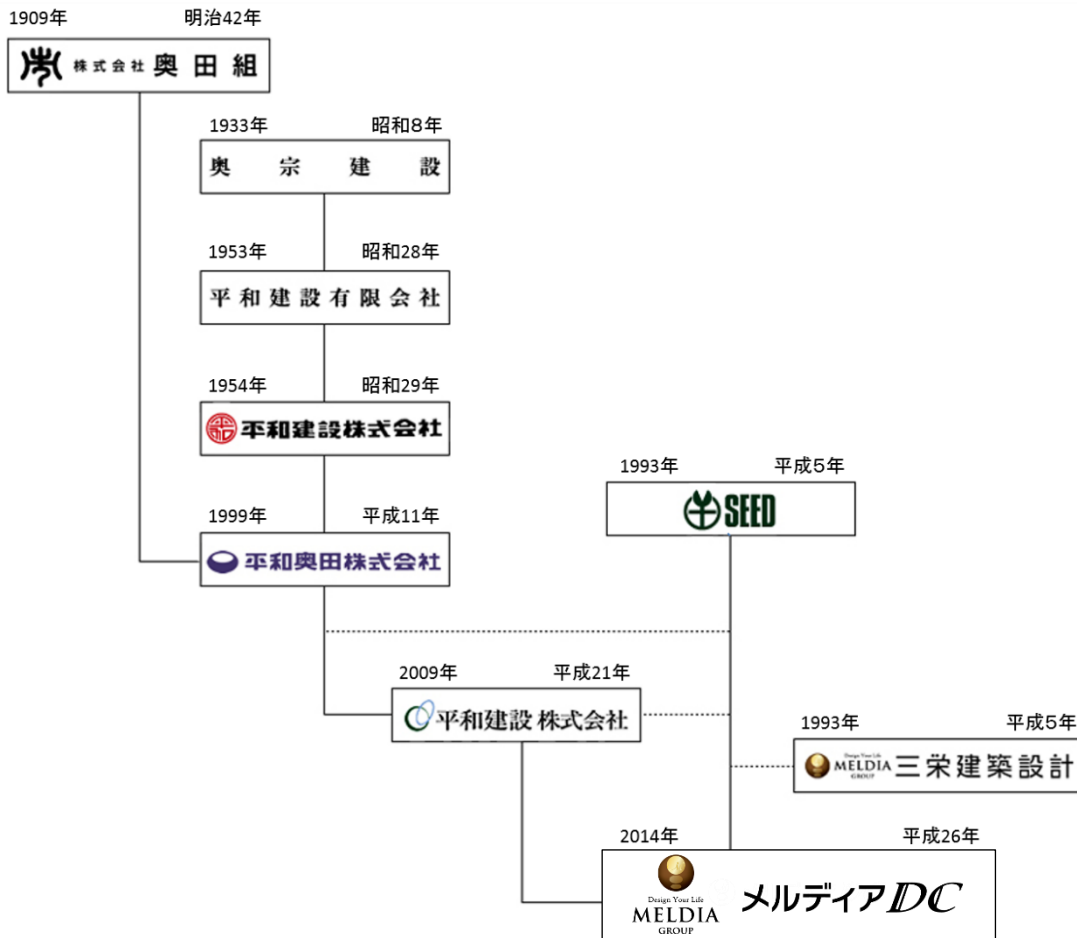 1909年 明治42年
株式会社 奥田組
1933年 昭和8年
奥宗建設
1953年 昭和28年
平和建設有限会社
1954年 昭和29年
平和建設株式会社
1993年 平成5年
SEED
1999年 平成11年
平和奥田株式会社
2009年 平成21年
平和建設株式会社
1993年 平成5年
Design Your Life
MELDIA
GROUP
三栄建築設計
2014年 平成26年
Design Your Life
MELDIA
GROUP
メルディアDC